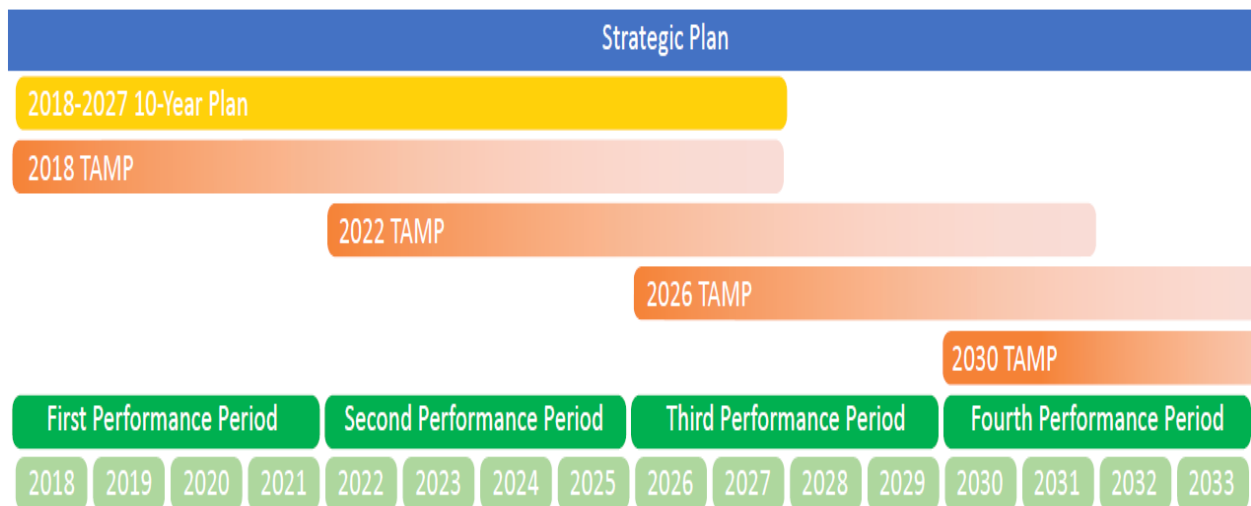 Strategic Plan
2018-2027 10-Year Plan
2018 TAMP
2022 TAMP
2026 TAMP
2030 TAMP
First Performance Period Second Performance Period Third Performance Period Fourth Performance Period
2018 2019 2020 2021 2022 2023 2024 2025 2026 2027 2028 2029 2030 2031 2032 2033